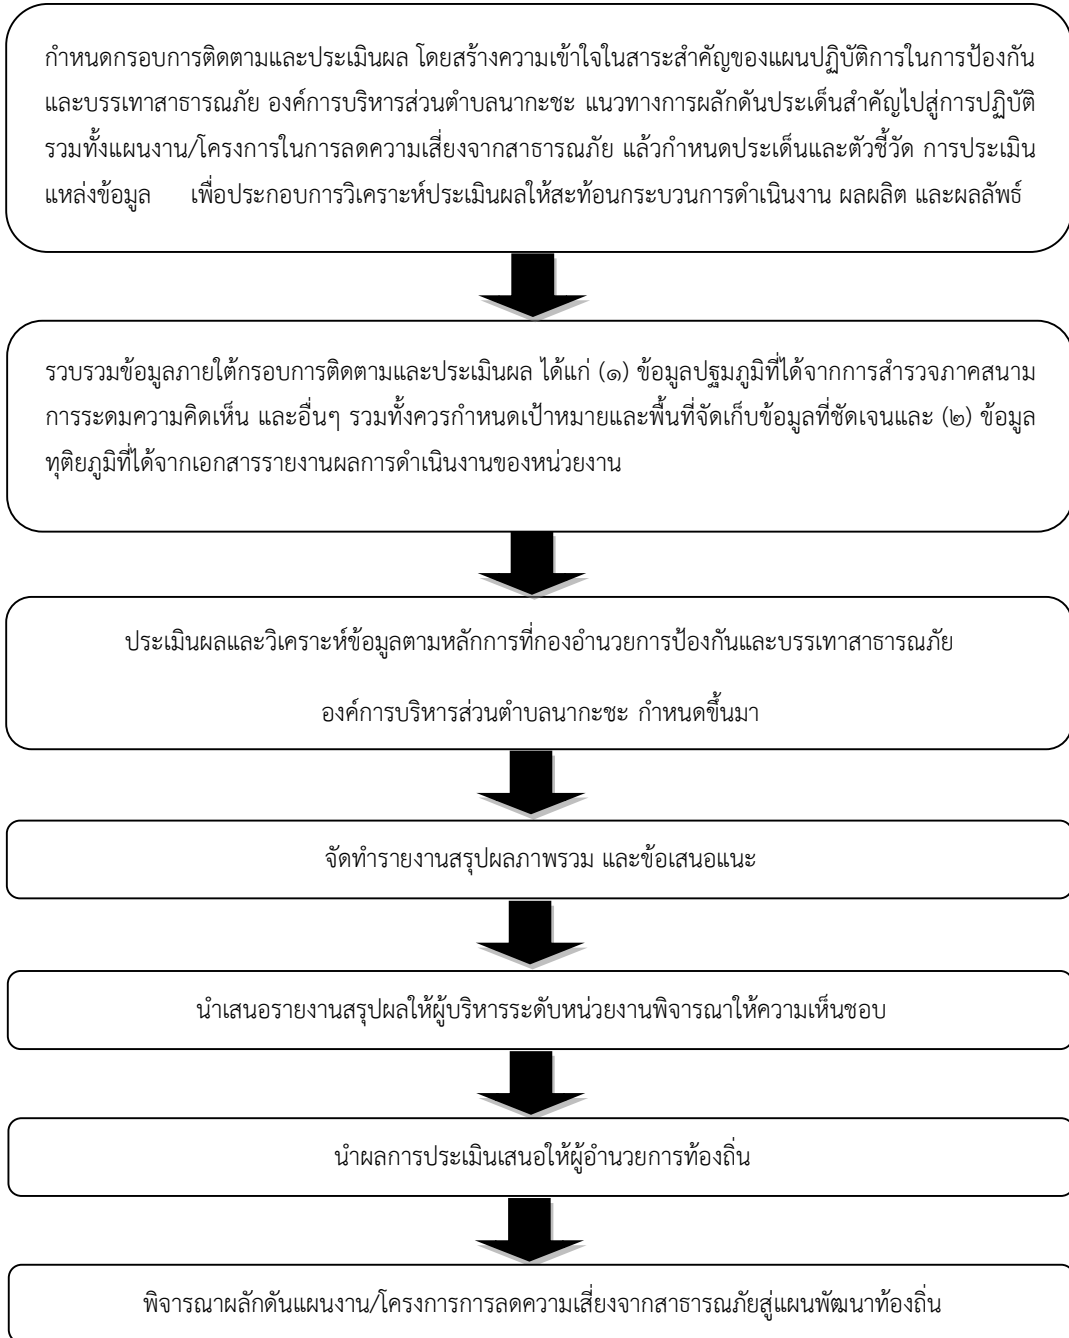 กำหนดกรอบการติดตามและประเมินผล โดยสร้างความเข้าใจในสาระสำคัญของแผนปฏิบัติการในการป้องกัน
และบรรเทาสาธารณภัย องค์การบริหารส่วนตำบลนากะชะ แนวทางการผลักดันประเด็นสำคัญไปสู่การปฏิบัติ
รวมทั้งแผนงาน/โครงการในการลดความเสี่ยงจากสาธารณภัย แล้วกำหนดประเด็นและตัวชี้วัด การประเมิน
แหล่งข้อมูล เพื่อประกอบการวิเคราะห์ประเมินผลให้สะท้อนกระบวนการดำเนินงาน ผลผลิต และผลลัพธ์
รวบรวมข้อมูลภายใต้กรอบการติดตามและประเมินผล ได้แก่ (๑) ข้อมูลปฐมภูมิที่ได้จากการสำรวจภาคสนาม
การระดมความคิดเห็น และอื่นๆ รวมทั้งควรกำหนดเป้าหมายและพื้นที่จัดเก็บข้อมูลที่ชัดเจนและ (๒) ข้อมูล
ทุติยภูมิที่ได้จากเอกสารรายงานผลการดำเนินงานของหน่วยงาน
ประเมินผลและวิเคราะห์ข้อมูลตามหลักการที่กองอำนวยการป้องกันและบรรเทาสาธารณภัย
องค์การบริหารส่วนตำบลนากะชะ กำหนดขึ้นมา
จัดทำรายงานสรุปผลภาพรวม และข้อเสนอแนะ
นำเสนอรายงานสรุปผลให้ผู้บริหารระดับหน่วยงานพิจารณาให้ความเห็นชอบ
นำผลการประเมินเสนอให้ผู้อำนวยการท้องถิ่น
พิจารณาผลักดันแผนงาน/โครงการการลดความเสี่ยงจากสาธารณภัยสู่แผนพัฒนาท้องถิ่น